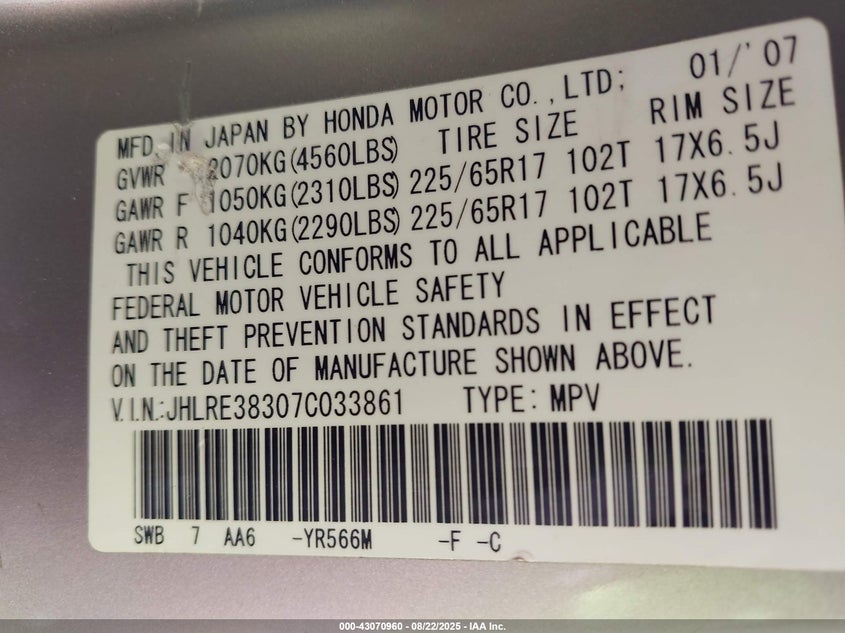 MFD. IN JAPAN BY HONDA MOTOR CO., LTD; 01/'07
GVWR 2070KG(4560LBS) TIRE SIZE RIM SIZE
GAWR F 1050KG(2310LBS) 225/65R17 102T 17X6.5J
GAWR R 1040KG(2290LBS) 225/65R17 102T 17X6.5J
THIS VEHICLE CONFORMS TO ALL APPLICABLE
FEDERAL MOTOR VEHICLE SAFETY
AND THEFT PREVENTION STANDARDS IN EFFECT
ON THE DATE OF MANUFACTURE SHOWN ABOVE.
V.I.N.:JHLRE38307C033861 TYPE: MPV
SWB 7 AA6 -YR566M -F -C
000-43070960 - 08/22/2025 - IAA Inc.